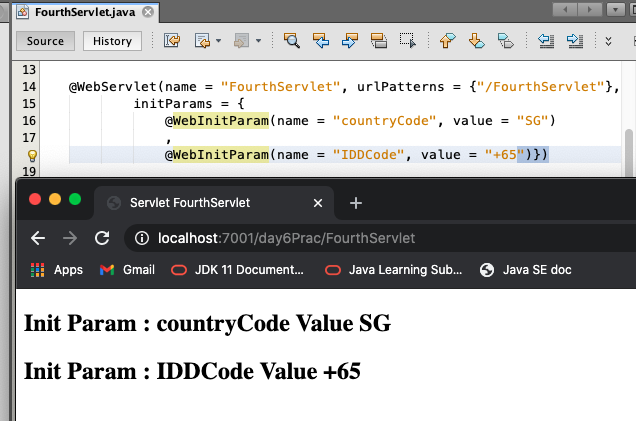 FourthServlet.java
Source History
13
14 @WebServlet(name = "FourthServlet", urlPatterns = {"/FourthServlet"},
15 initParams = {
16 @WebInitParam(name = "countryCode", value = "SG")
17 ,
@WebInitParam(name = "IDDCode", value = "+65")})
19
Servlet FourthServlet
localhost:7001/day6Prac/FourthServlet
Apps Gmail JDK 11 Document... Java Learning Sub... Java SE doc
Init Param : countryCode Value SG
Init Param : IDDCode Value +65